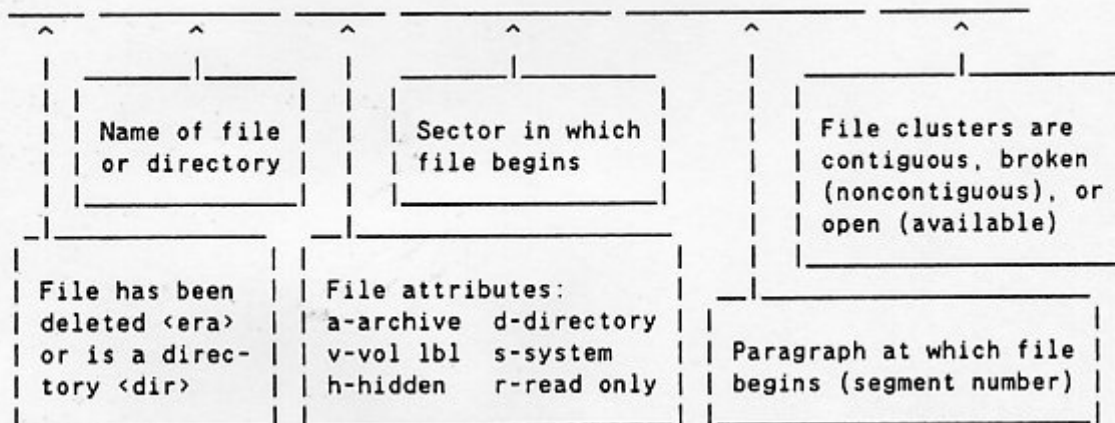 Name of file
or directory
Sector in which
file begins
File clusters are
contiguous, broken
(noncontiguous), or
open (available)
File has been
deleted <era>
or is a direc-
tory <dir>
File attributes:
a-archive d-directory
v-vol lbl s-system
h-hidden r-read only
Paragraph at which file
begins (segment number)